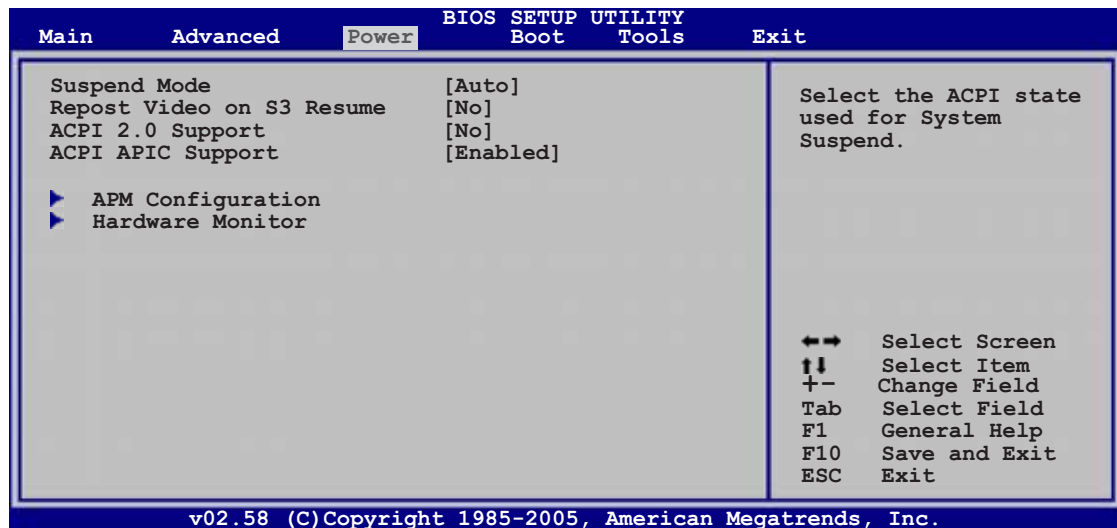 BIOS SETUP UTILITY
Main Advanced Power Boot Tools Exit
Suspend Mode [Auto]
Repost Video on S3 Resume [No]
ACPI 2.0 Support [No]
ACPI APIC Support [Enabled]
APM Configuration
Hardware Monitor
Select the ACPI state
used for System
Suspend.
←→ Select Screen
↑↓ Select Item
+- Change Field
Tab Select Field
F1 General Help
F10 Save and Exit
ESC Exit
v02.58 (C)Copyright 1985-2005, American Megatrends, Inc.